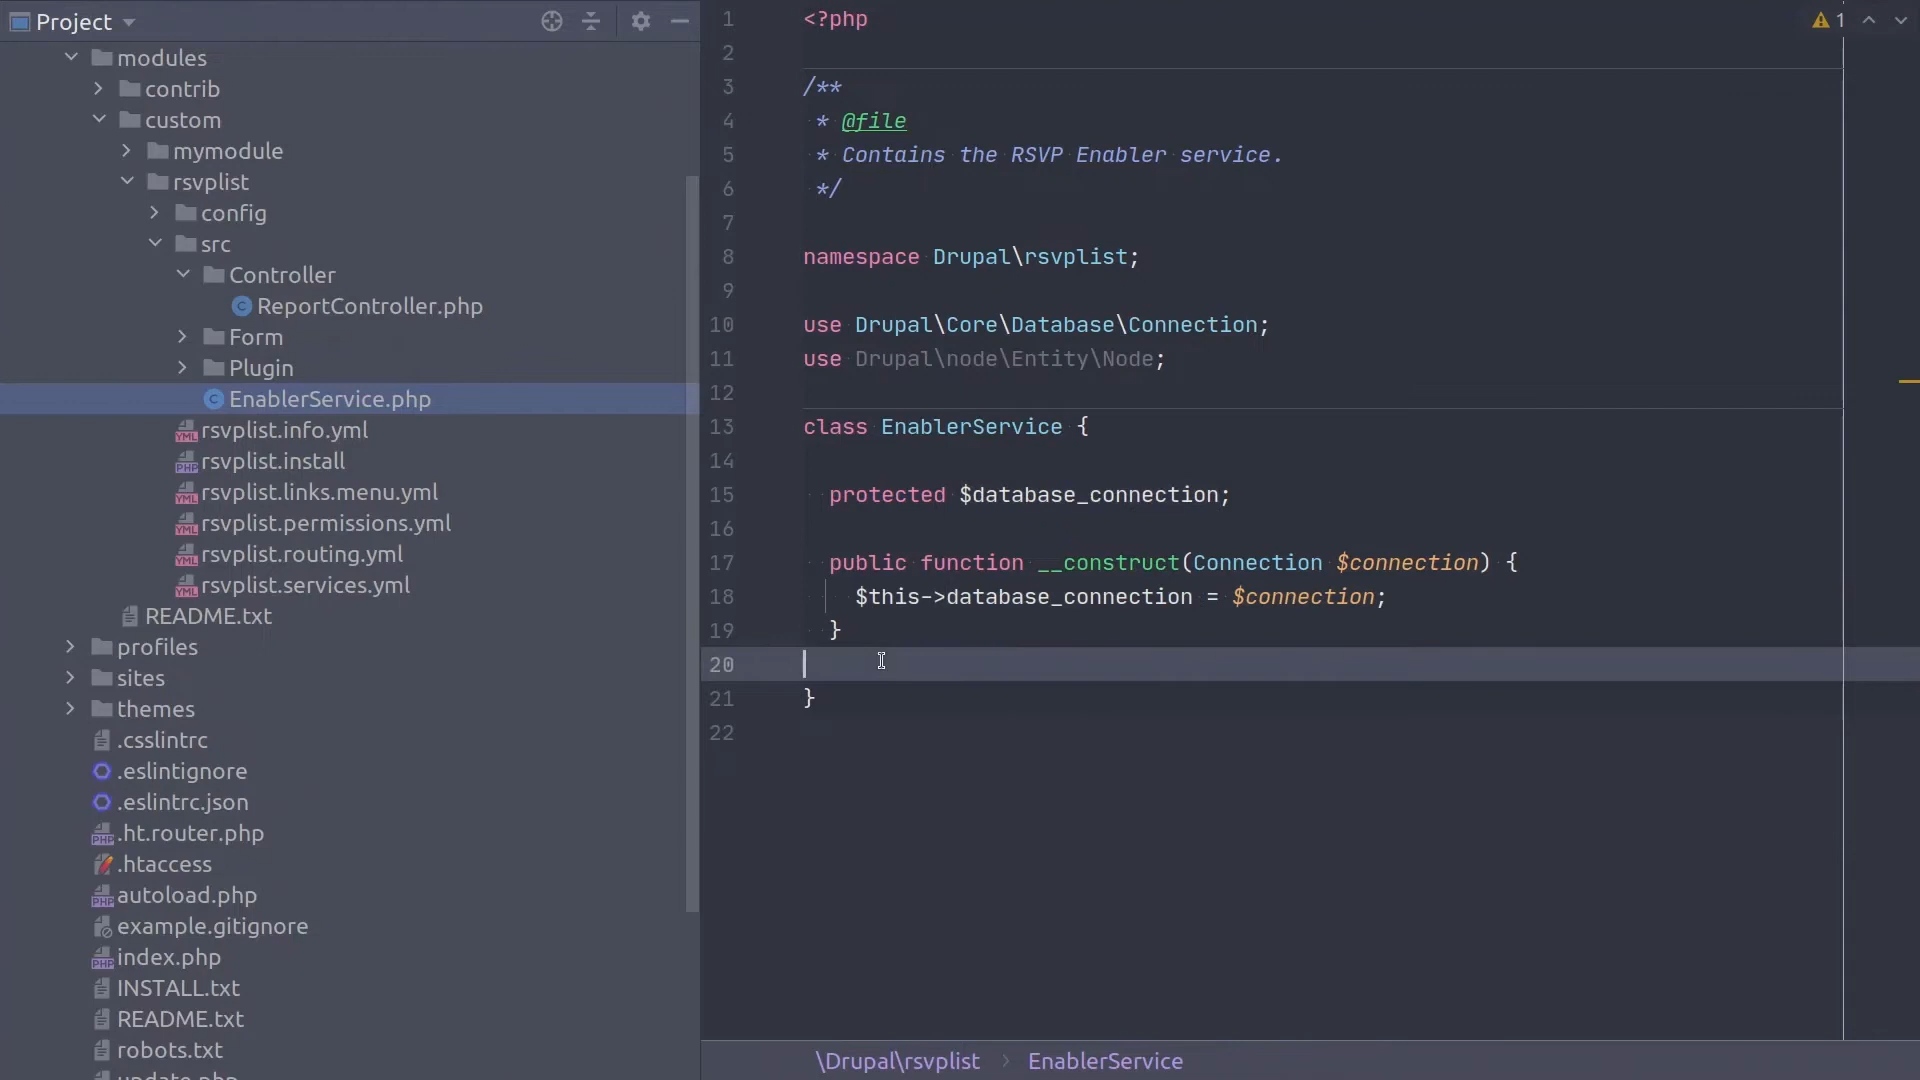 Project
modules
contrib
custom
mymodule
rsvplist
config
src
Controller
ReportController.php
Form
Plugin
EnablerService.php
rsvplist.info.yml
rsvplist.install
rsvplist.links.menu.yml
rsvplist.permissions.yml
rsvplist.routing.yml
rsvplist.services.yml
README.txt
profiles
sites
themes
.csslintrc
.eslintignore
.eslintrc.json
.ht.router.php
.htaccess
autoload.php
example.gitignore
index.php
INSTALL.txt
README.txt
robots.txt
update.php
1 <?php
2
3 /**
4 * @file
5 * Contains the RSVP Enabler service.
6 */
7
8 namespace Drupal\rsvplist;
9
10 use Drupal\Core\Database\Connection;
11 use Drupal\node\Entity\Node;
12
13 class EnablerService {
14
15 protected $database_connection;
16
17 public function __construct(Connection $connection) {
18 $this->database_connection = $connection;
19 }
20
21 }
22
1
\Drupal\rsvplist > EnablerService